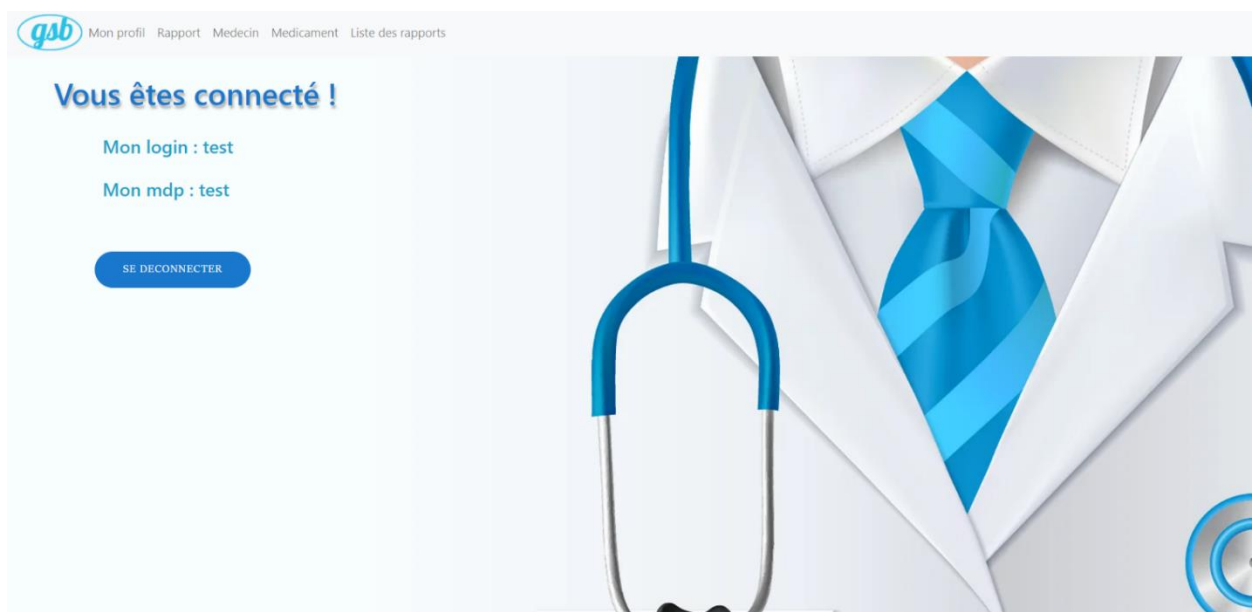 gsb Mon profil Rapport Medecin Medicament Liste des rapports
Vous êtes connecté !
Mon login : test
Mon mdp : test
SE DECONNECTER